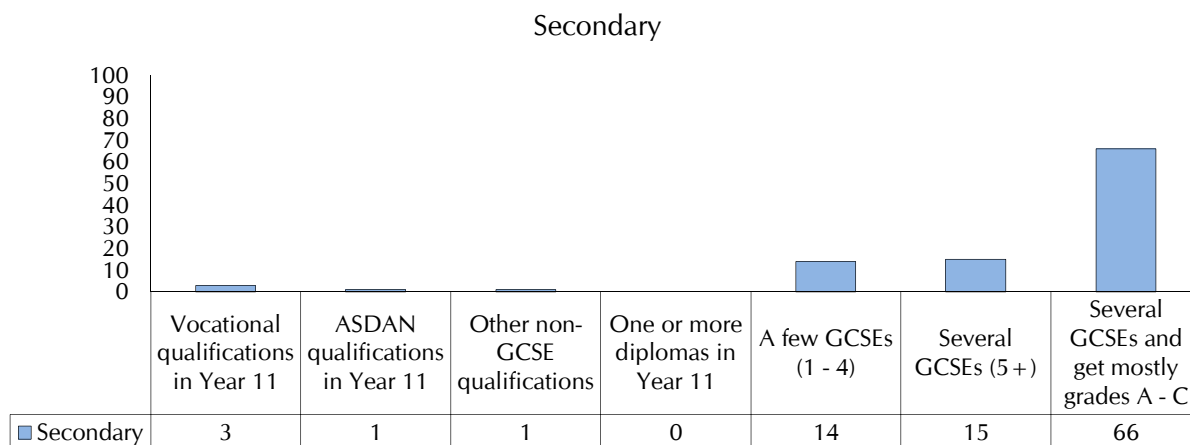 Secondary
100
90
80
70
60
50
40
30
20
10
0
Vocational
qualifications
in Year 11
ASDAN
qualifications
in Year 11
Other non-
GCSE
qualifications
One or more
diplomas in
Year 11
A few GCSEs
(1 - 4)
Several
GCSEs (5+)
Several
GCSEs and
get mostly
grades A - C
Secondary 3 1 1 0 14 15 66